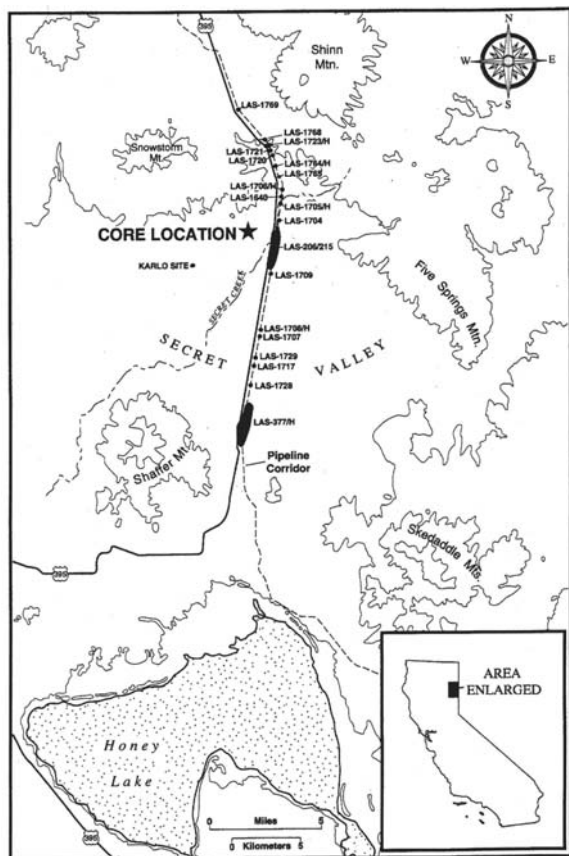 395
N
W
E
S
Shinn
Mtn.
LAS-1769
LAS-1768
LAS-1723/H
LAS-1721
LAS-1720
LAS-1764/H
LAS-1765
Snowstorm
Mt.
LAS-1706/H
LAS-1640
LAS-1705/H
LAS-1704
CORE LOCATION
LAS-206/215
KARLO SITE
LAS-1709
SECRET CREEK
Five Springs Mtn.
LAS-1708/H
LAS-1707
SECRET VALLEY
LAS-1729
LAS-1717
LAS-1728
LAS-377/H
Shaffer Mt.
Pipeline
Corridor
Skedaddle Mts.
395
AREA
ENLARGED
Honey
Lake
Miles
0 5
0 Kilometers 5
395